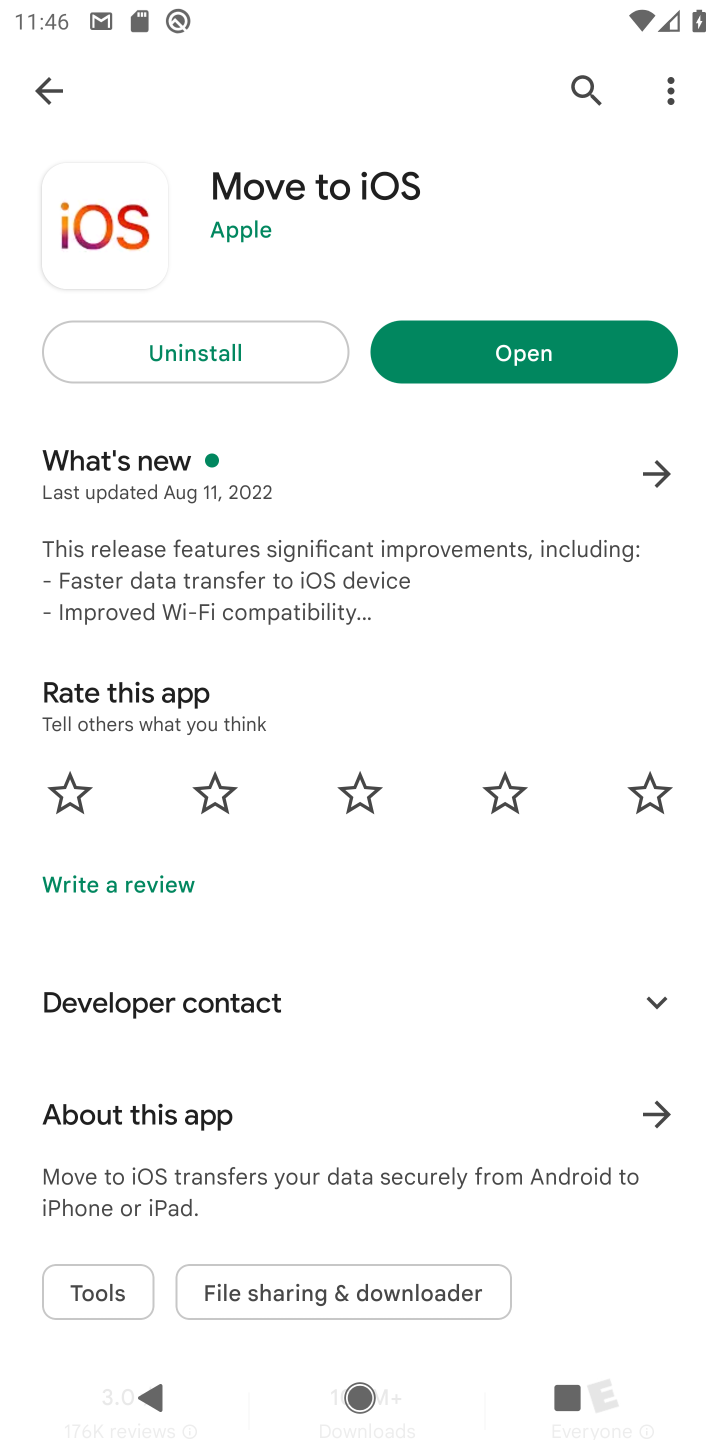 11:46
Move to iOS
iOS
Apple
Uninstall
Open
What's new
Last updated Aug 11, 2022
This release features significant improvements, including:
- Faster data transfer to iOS device
- Improved Wi-Fi compatibility...
Rate this app
Tell others what you think
Write a review
Developer contact
About this app
Move to iOS transfers your data securely from Android to
iPhone or iPad.
Tools
File sharing & downloader
3.0
176K reviews
Downloads
Everyone